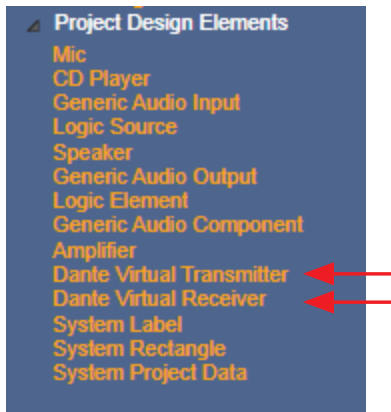 Project Design Elements
Mic
CD Player
Generic Audio Input
Logic Source
Speaker
Generic Audio Output
Logic Element
Generic Audio Component
Amplifier
Dante Virtual Transmitter
Dante Virtual Receiver
System Label
System Rectangle
System Project Data